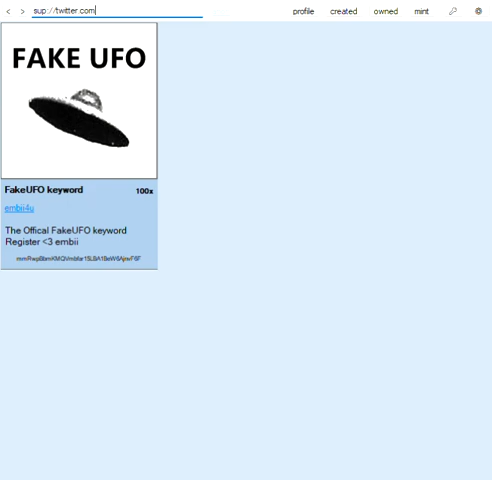 < > sup://twitter.com profile created owned mint
FAKE UFO
FakeUFO keyword 100x
embii4u
The Offical FakeUFO keyword
Register <3 embii